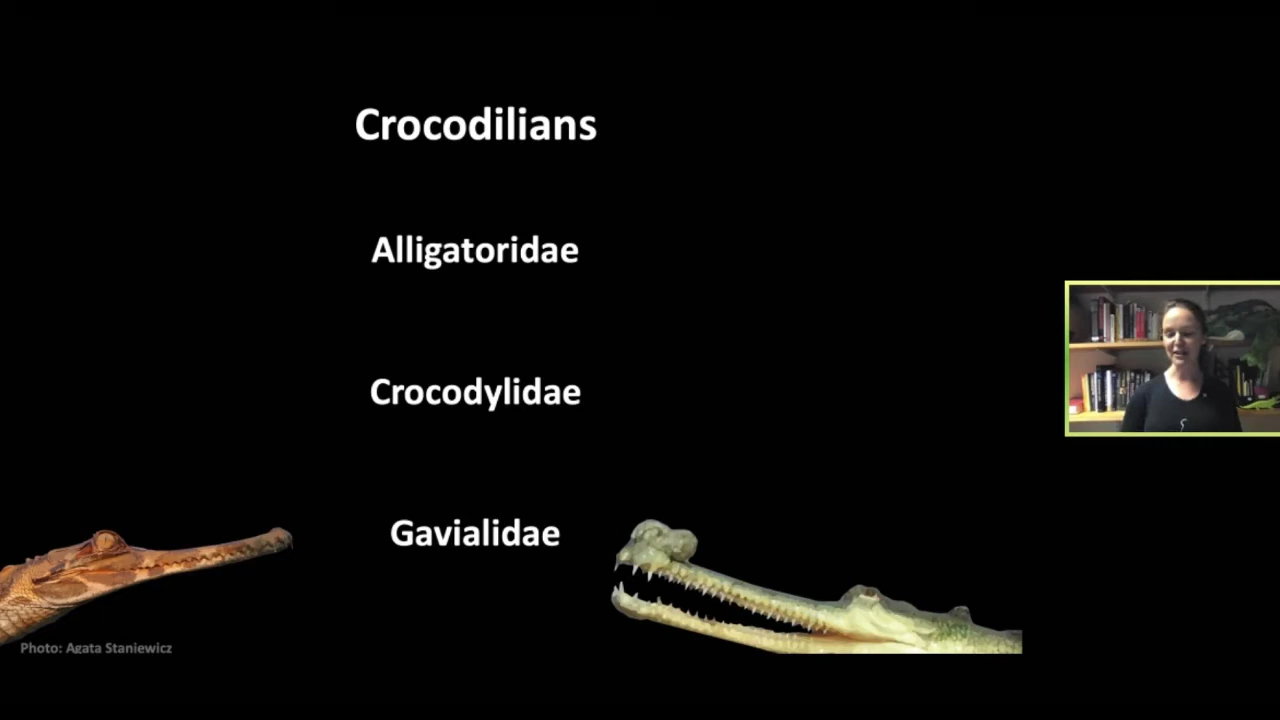 Crocodilians
Alligatoridae
Crocodylidae
Gavialidae
Photo: Agata Staniewicz